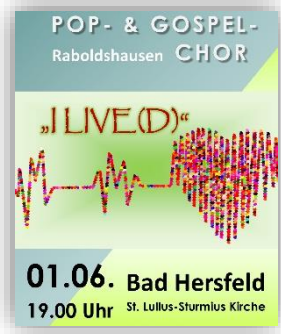 POP- & GOSPEL-
Raboldshausen CHOR
„I LIVE(D)“
01.06. Bad Hersfeld
19.00 Uhr St. Lullus-Sturmius Kirche